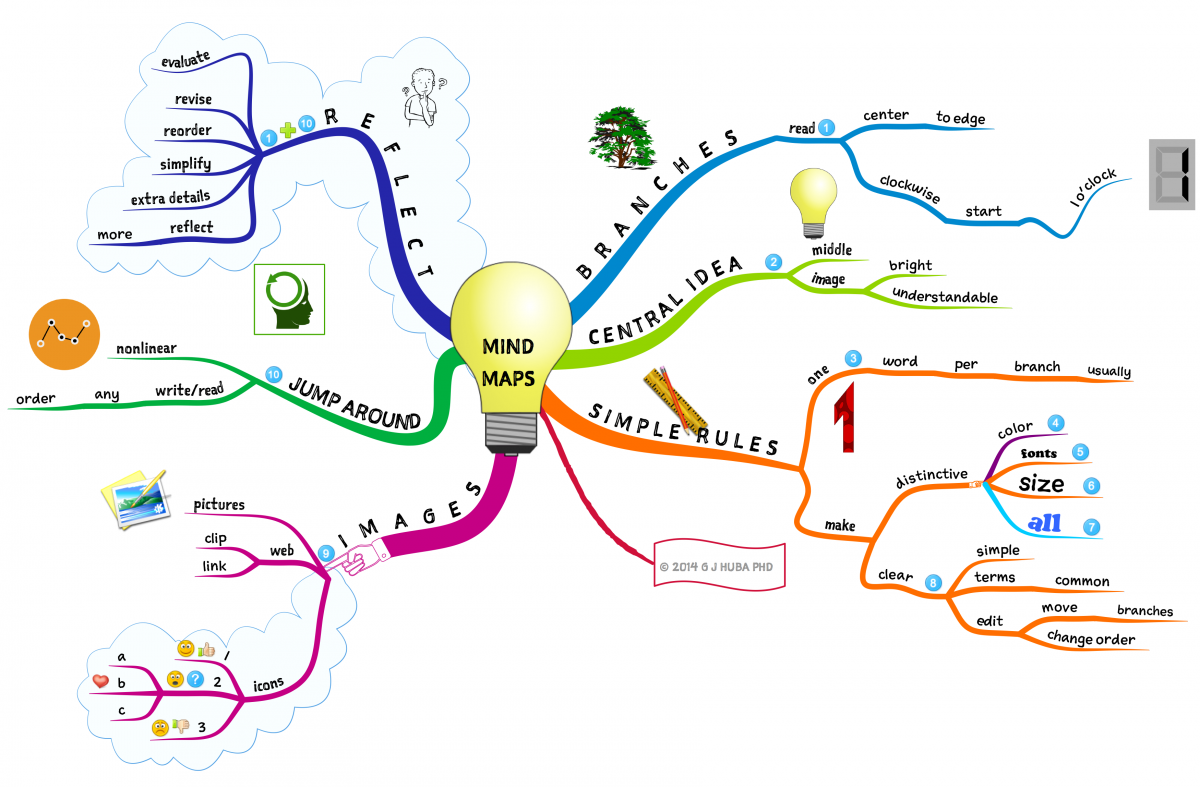 MIND
MAPS
BRANCHES
read 1
center
to edge
clockwise
start
1 o'clock
1
CENTRAL IDEA
2
middle
image
bright
understandable
SIMPLE RULES
one
3
word
per
branch
usually
1
make
distinctive
color 4
fonts 5
size 6
all 7
clear 8
simple
terms
common
edit
move
branches
change order
© 2014 G J HUBA PHD
IMAGES
9
pictures
web
clip
link
icons
1
2
?
a
b
c
3
JUMP AROUND
10
nonlinear
write/read
any
order
REFLECT
1 + 10
? ?
evaluate
revise
reorder
simplify
extra details
reflect
more